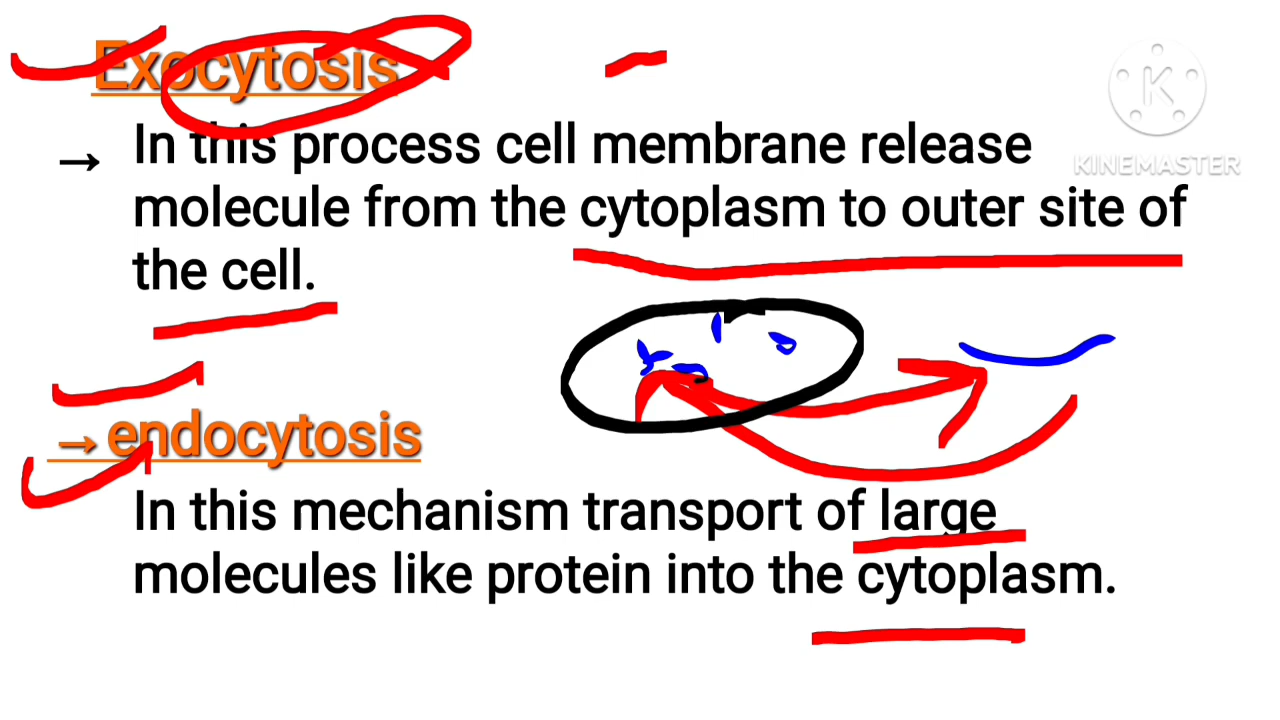 Exocytosis
→ In this process cell membrane release
molecule from the cytoplasm to outer site of
the cell.
→ endocytosis
In this mechanism transport of large
molecules like protein into the cytoplasm.
K
KINEMASTER